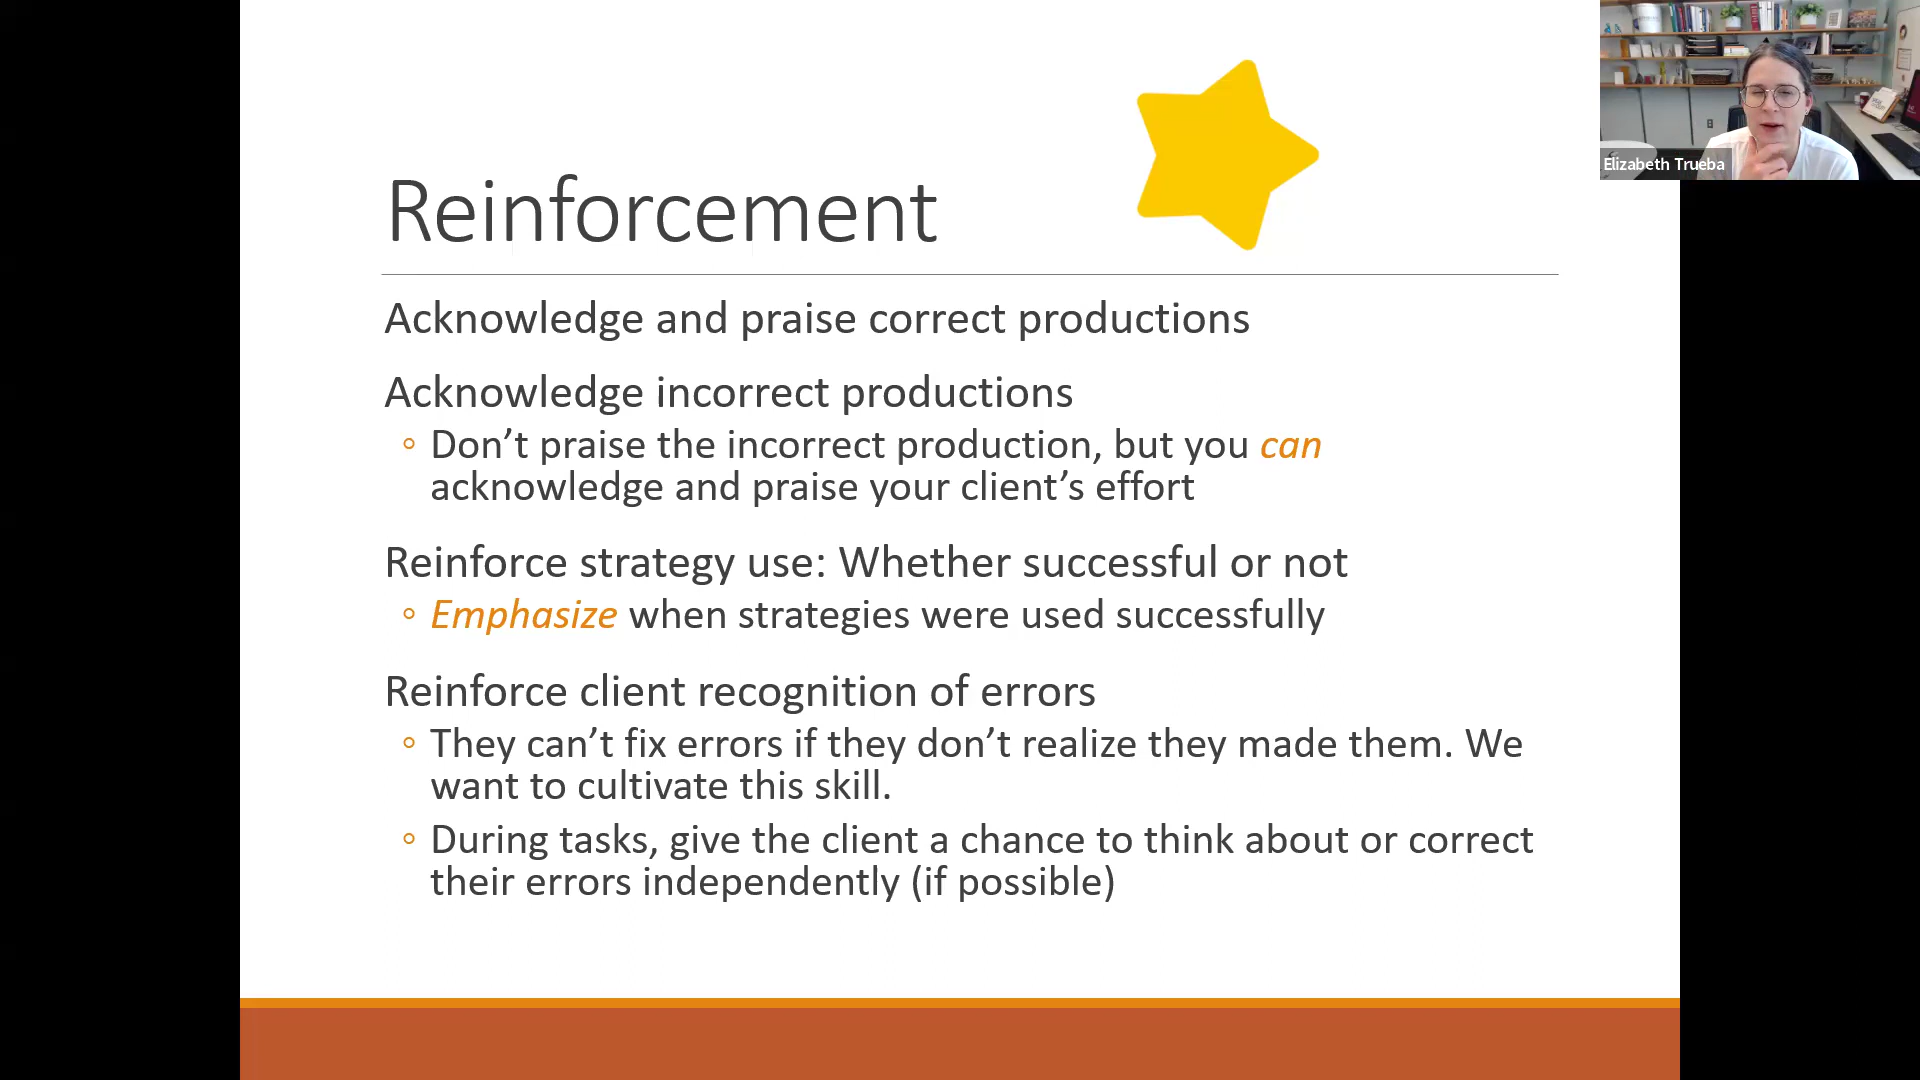 Elizabeth Trueba
Reinforcement
Acknowledge and praise correct productions
Acknowledge incorrect productions
◦ Don’t praise the incorrect production, but you can
acknowledge and praise your client’s effort
Reinforce strategy use: Whether successful or not
◦ Emphasize when strategies were used successfully
Reinforce client recognition of errors
◦ They can’t fix errors if they don’t realize they made them. We
want to cultivate this skill.
◦ During tasks, give the client a chance to think about or correct
their errors independently (if possible)